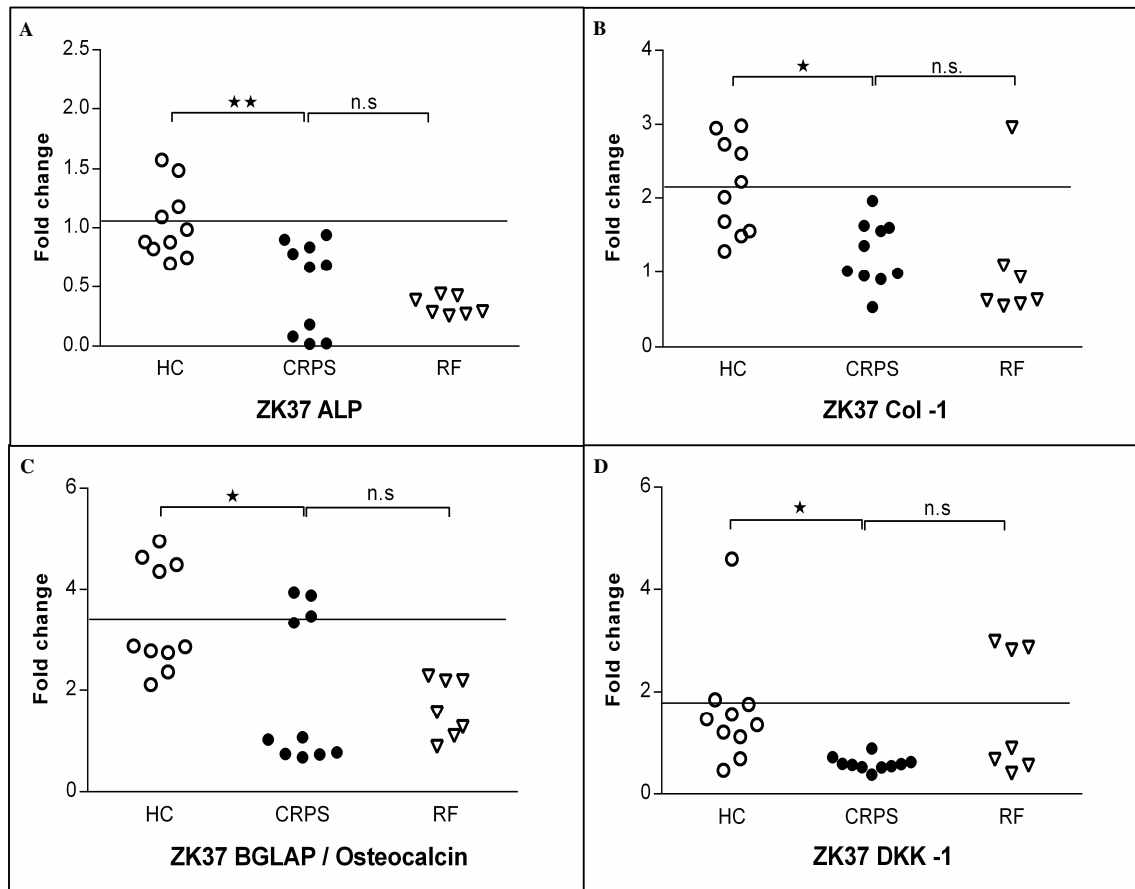 A
2.5
2.0
1.5
1.0
0.5
0.0
Fold change
★★
n.s
HC CRPS RF
ZK37 ALP
B
4
3
2
1
0
Fold change
★
n.s.
HC CRPS RF
ZK37 Col -1
C
6
4
2
0
Fold change
★
n.s
HC CRPS RF
ZK37 BGLAP / Osteocalcin
D
6
4
2
0
Fold change
★
n.s
HC CRPS RF
ZK37 DKK -1